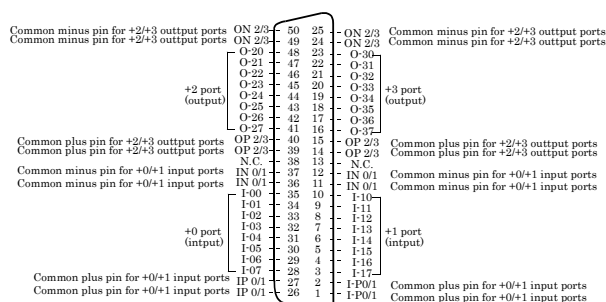 Common minus pin for +2/+3 outtput ports ON 2/3 50 25 ON 2/3 Common minus pin for +2/+3 outtput ports
Common minus pin for +2/+3 outtput ports ON 2/3 49 24 ON 2/3 Common minus pin for +2/+3 outtput ports
O-20 48 23 O-30
O-21 47 22 O-31
O-22 46 21 O-32
O-23 45 20 O-33
+2 port
(output)
O-24 44 19 O-34
+3 port
(output)
O-25 43 18 O-35
O-26 42 17 O-36
O-27 41 16 O-37
Common plus pin for +2/+3 outtput ports OP 2/3 40 15 OP 2/3 Common plus pin for +2/+3 outtput ports
Common plus pin for +2/+3 outtput ports OP 2/3 39 14 OP 2/3 Common plus pin for +2/+3 outtput ports
N.C. 38 13 N.C.
Common minus pin for +0/+1 input ports IN 0/1 37 12 IN 0/1 Common minus pin for +0/+1 input ports
Common minus pin for +0/+1 input ports IN 0/1 36 11 IN 0/1 Common minus pin for +0/+1 input ports
I-00 35 10 I-10
I-01 34 9 I-11
I-02 33 8 I-12
I-03 32 7 I-13
+0 port
(intput)
I-04 31 6 I-14
+1 port
(intput)
I-05 30 5 I-15
I-06 29 4 I-16
I-07 28 3 I-17
Common plus pin for +0/+1 input ports IP 0/1 27 2 I-P0/1 Common plus pin for +0/+1 input ports
Common plus pin for +0/+1 input ports IP 0/1 26 1 I-P0/1 Common plus pin for +0/+1 input ports